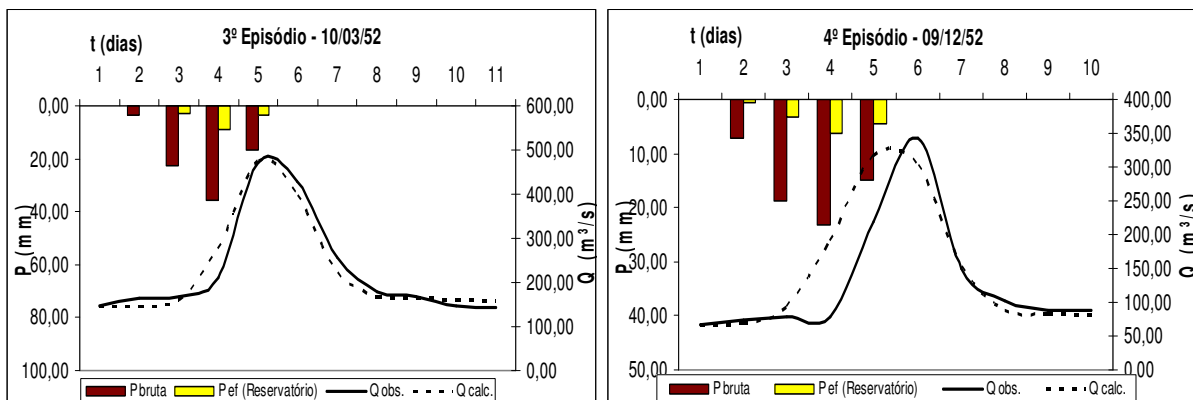 3º Episódio - 10/03/52
t (dias)
1 2 3 4 5 6 7 8 9 10 11
0,00
20,00
40,00
60,00
80,00
100,00
P (mm)
600,00
500,00
400,00
300,00
200,00
100,00
0,00
Q (m³/s)
P bruta P ef (Reservatório) Q obs. Q calc.
4º Episódio - 09/12/52
t (dias)
1 2 3 4 5 6 7 8 9 10
0,00
10,00
20,00
30,00
40,00
50,00
P (mm)
400,00
350,00
300,00
250,00
200,00
150,00
100,00
50,00
0,00
Q (m³/s)
P bruta P ef (Reservatório) Q obs. Q calc.